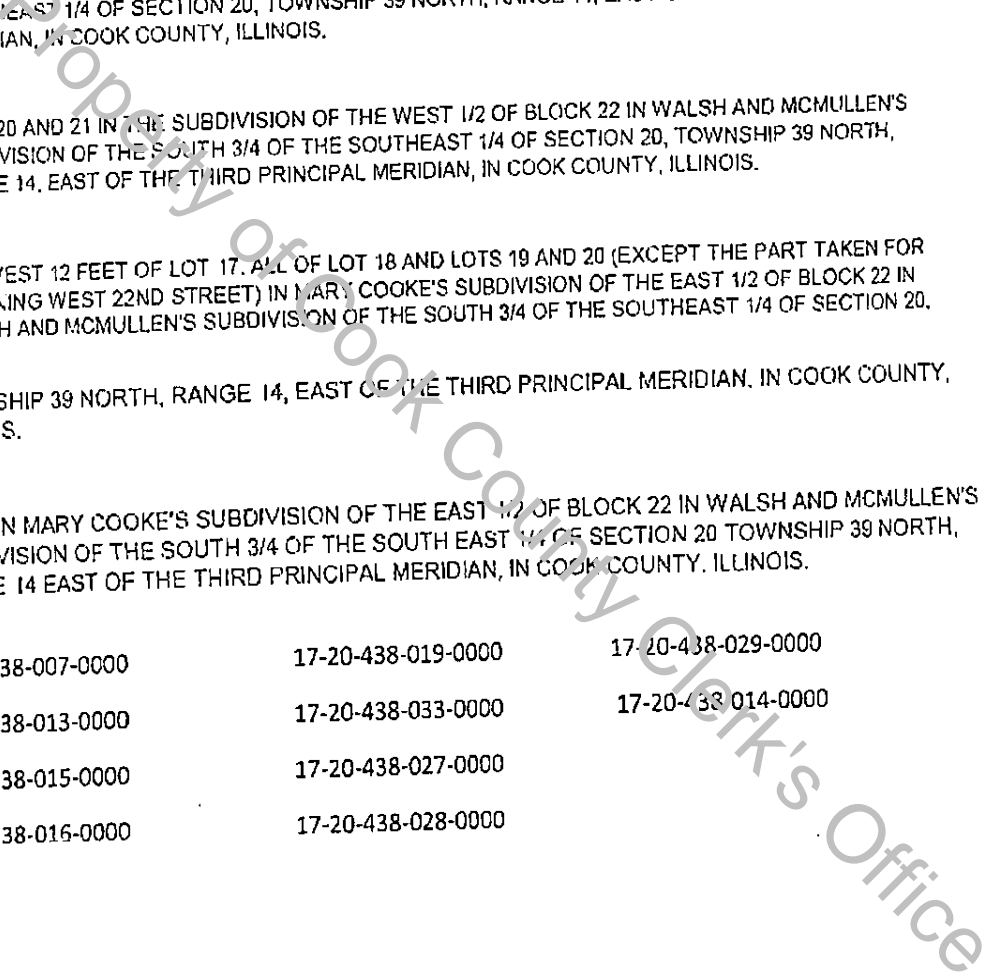 1/4 OF SECTION 20, TOWNSHIP 39 NORTH, RANGE 14,
IAN, IN COOK COUNTY, ILLINOIS.
20 AND 21 IN THE SUBDIVISION OF THE WEST 1/2 OF BLOCK 22 IN WALSH AND MCMULLEN'S
VISION OF THE SOUTH 3/4 OF THE SOUTHEAST 1/4 OF SECTION 20, TOWNSHIP 39 NORTH,
E 14, EAST OF THE THIRD PRINCIPAL MERIDIAN, IN COOK COUNTY, ILLINOIS.
EST 12 FEET OF LOT 17. ALL OF LOT 18 AND LOTS 19 AND 20 (EXCEPT THE PART TAKEN FOR
ING WEST 22ND STREET) IN MARY COOKE'S SUBDIVISION OF THE EAST 1/2 OF BLOCK 22 IN
H AND MCMULLEN'S SUBDIVISION OF THE SOUTH 3/4 OF THE SOUTHEAST 1/4 OF SECTION 20.
SHIP 39 NORTH, RANGE 14, EAST OF THE THIRD PRINCIPAL MERIDIAN. IN COOK COUNTY,
S.
N MARY COOKE'S SUBDIVISION OF THE EAST 1/2 OF BLOCK 22 IN WALSH AND MCMULLEN'S
VISION OF THE SOUTH 3/4 OF THE SOUTH EAST 1/4 OF SECTION 20 TOWNSHIP 39 NORTH,
E 14 EAST OF THE THIRD PRINCIPAL MERIDIAN, IN COOK COUNTY. ILLINOIS.
38-007-0000 17-20-438-019-0000 17-20-438-029-0000
38-013-0000 17-20-438-033-0000 17-20-438-014-0000
38-015-0000 17-20-438-027-0000
38-016-0000 17-20-438-028-0000
Property of Cook County Clerk's Office